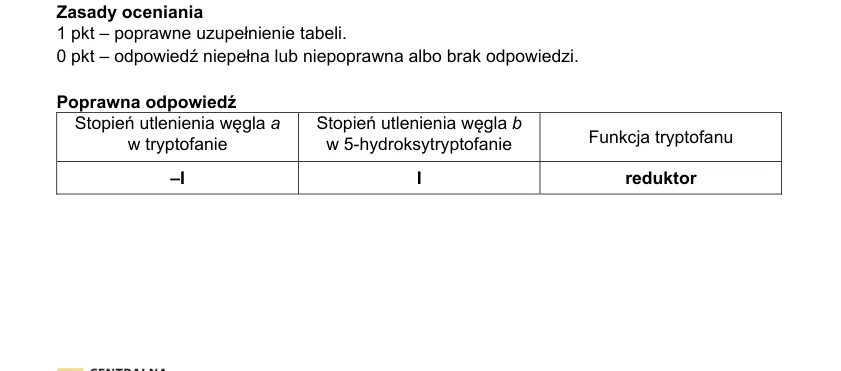 Zasady oceniania
1 pkt – poprawne uzupełnienie tabeli.
0 pkt – odpowiedź niepełna lub niepoprawna albo brak odpowiedzi.
Poprawna odpowiedź
Stopień utlenienia węgla a
w tryptofanie
Stopień utlenienia węgla b
w 5-hydroksytryptofanie
Funkcja tryptofanu
–I
I
reduktor
CENTRALNA